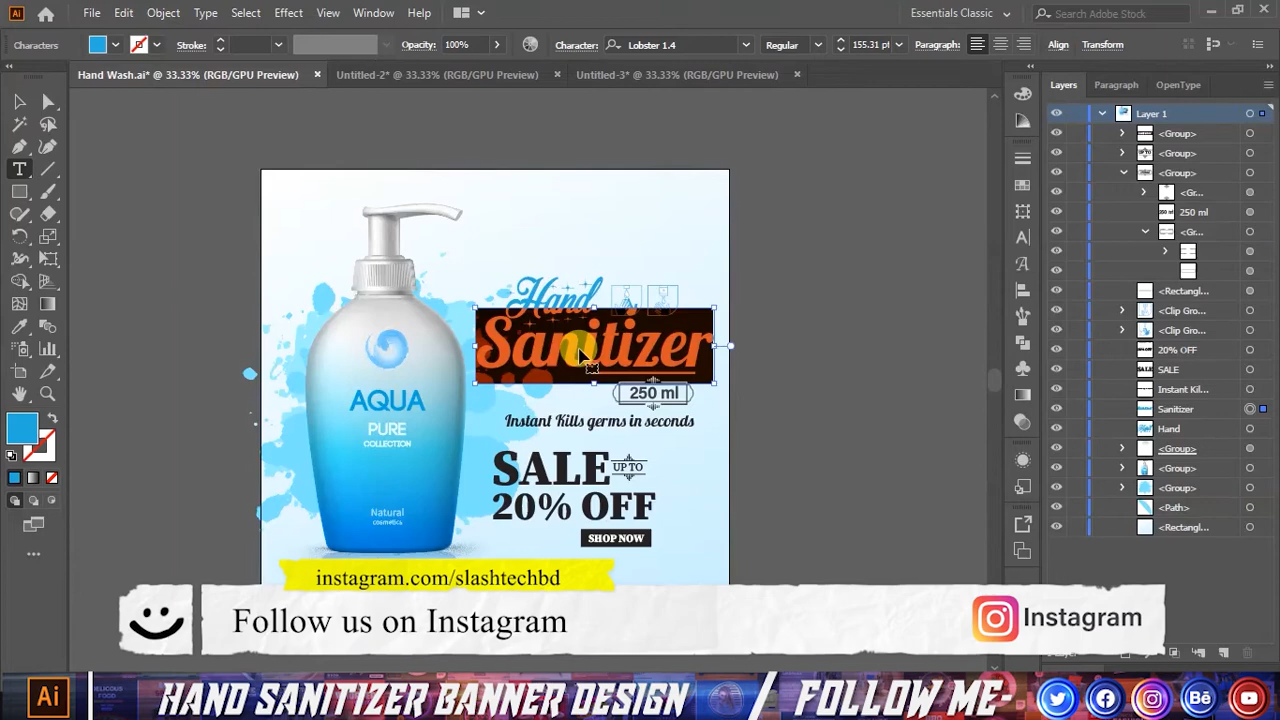 File Edit Object Type Select Effect View Window Help
Essentials Classic
Search Adobe Stock
Characters
Stroke:
Opacity: 100%
Character: Lobster 1.4
Regular
155.31 pt
Paragraph:
Align
Transform
Hand Wash.ai* @ 33.33% (RGB/GPU Preview)
Untitled-2* @ 33.33% (RGB/GPU Preview)
Untitled-3* @ 33.33% (RGB/GPU Preview)
Layers
Paragraph
OpenType
Layer 1
<Group>
<Group>
<Group>
<Gr...
250 ml
<Gr...
<Rectangl...
<Clip Gro...
<Clip Gro...
20% OFF
SALE
Instant Kil...
Sanitizer
Hand
<Group>
<Group>
<Group>
<Path>
<Rectangl...
Hand
Sanitizer
250 ml
Instant Kills germs in seconds
SALE UP TO
20% OFF
SHOP NOW
AQUA
PURE
COLLECTION
Natural
cosmetics
instagram.com/slashtechbd
Follow us on Instagram
Instagram
Ai
HAND SANITIZER BANNER DESIGN / FOLLOW ME-